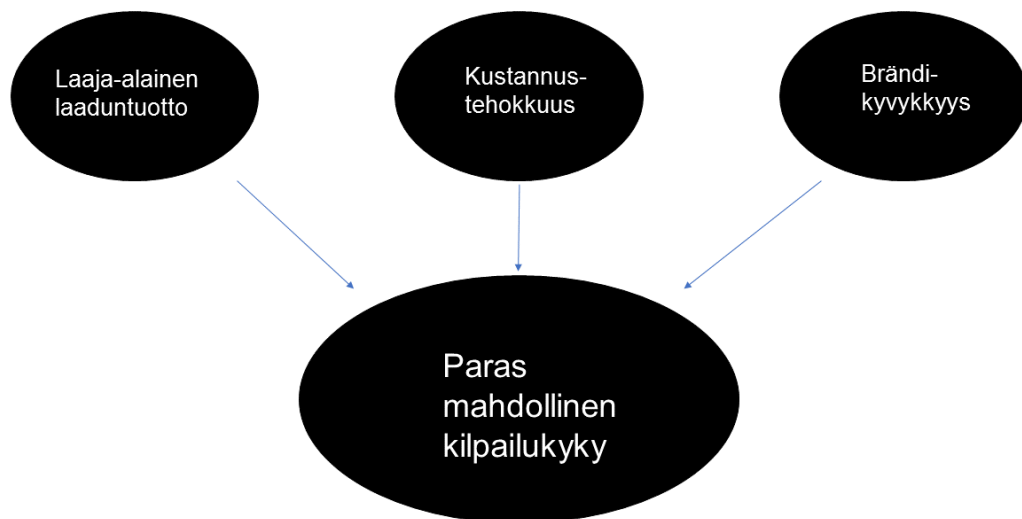 Laaja-alainen
laaduntuotto
Kustannus-
tehokkuus
Brändi-
kyvykkyys
Paras
mahdollinen
kilpailukyky